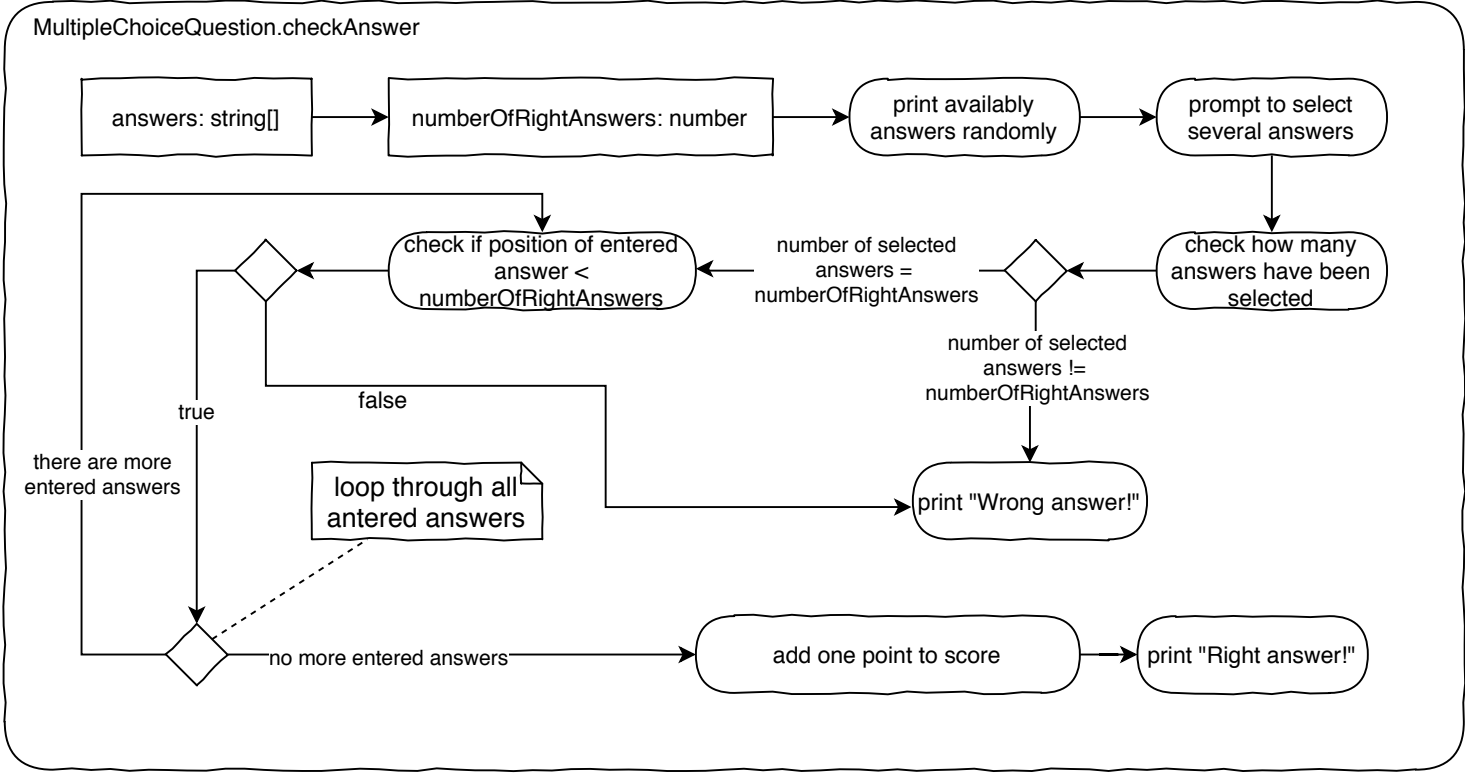 MultipleChoiceQuestion.checkAnswer
answers: string[]
numberOfRightAnswers: number
print availably
answers randomly
prompt to select
several answers
check if position of entered
answer <
numberOfRightAnswers
number of selected
answers =
numberOfRightAnswers
check how many
answers have been
selected
number of selected
answers !=
numberOfRightAnswers
true
false
there are more
entered answers
loop through all
antered answers
print "Wrong answer!"
no more entered answers
add one point to score
print "Right answer!"